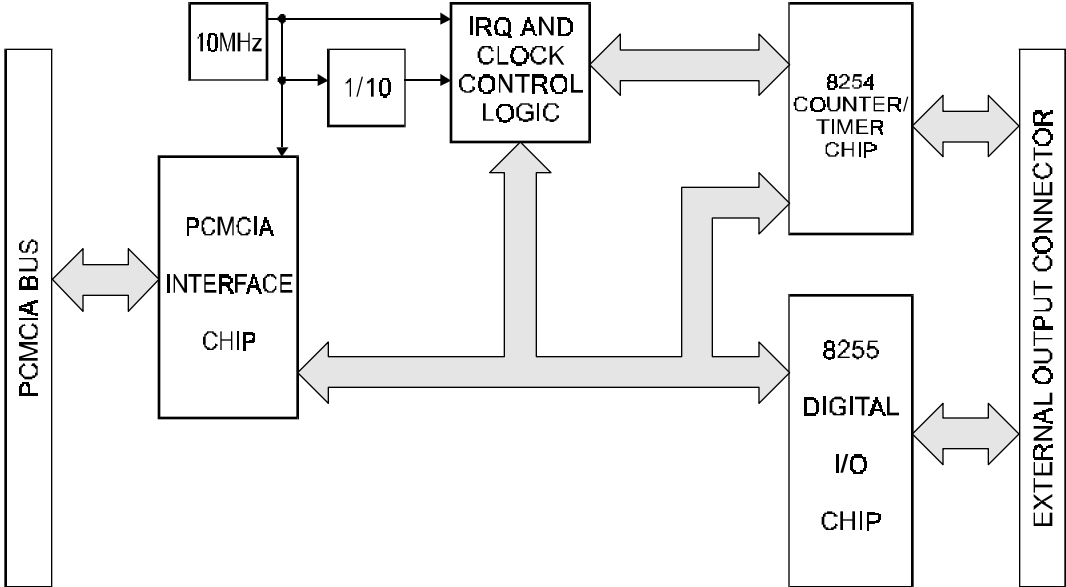 10MHz
1/10
IRQ AND
CLOCK
CONTROL
LOGIC
8254
COUNTER/
TIMER
CHIP
PCMCIA BUS
PCMCIA
INTERFACE
CHIP
8255
DIGITAL
I/O
CHIP
EXTERNAL OUTPUT CONNECTOR